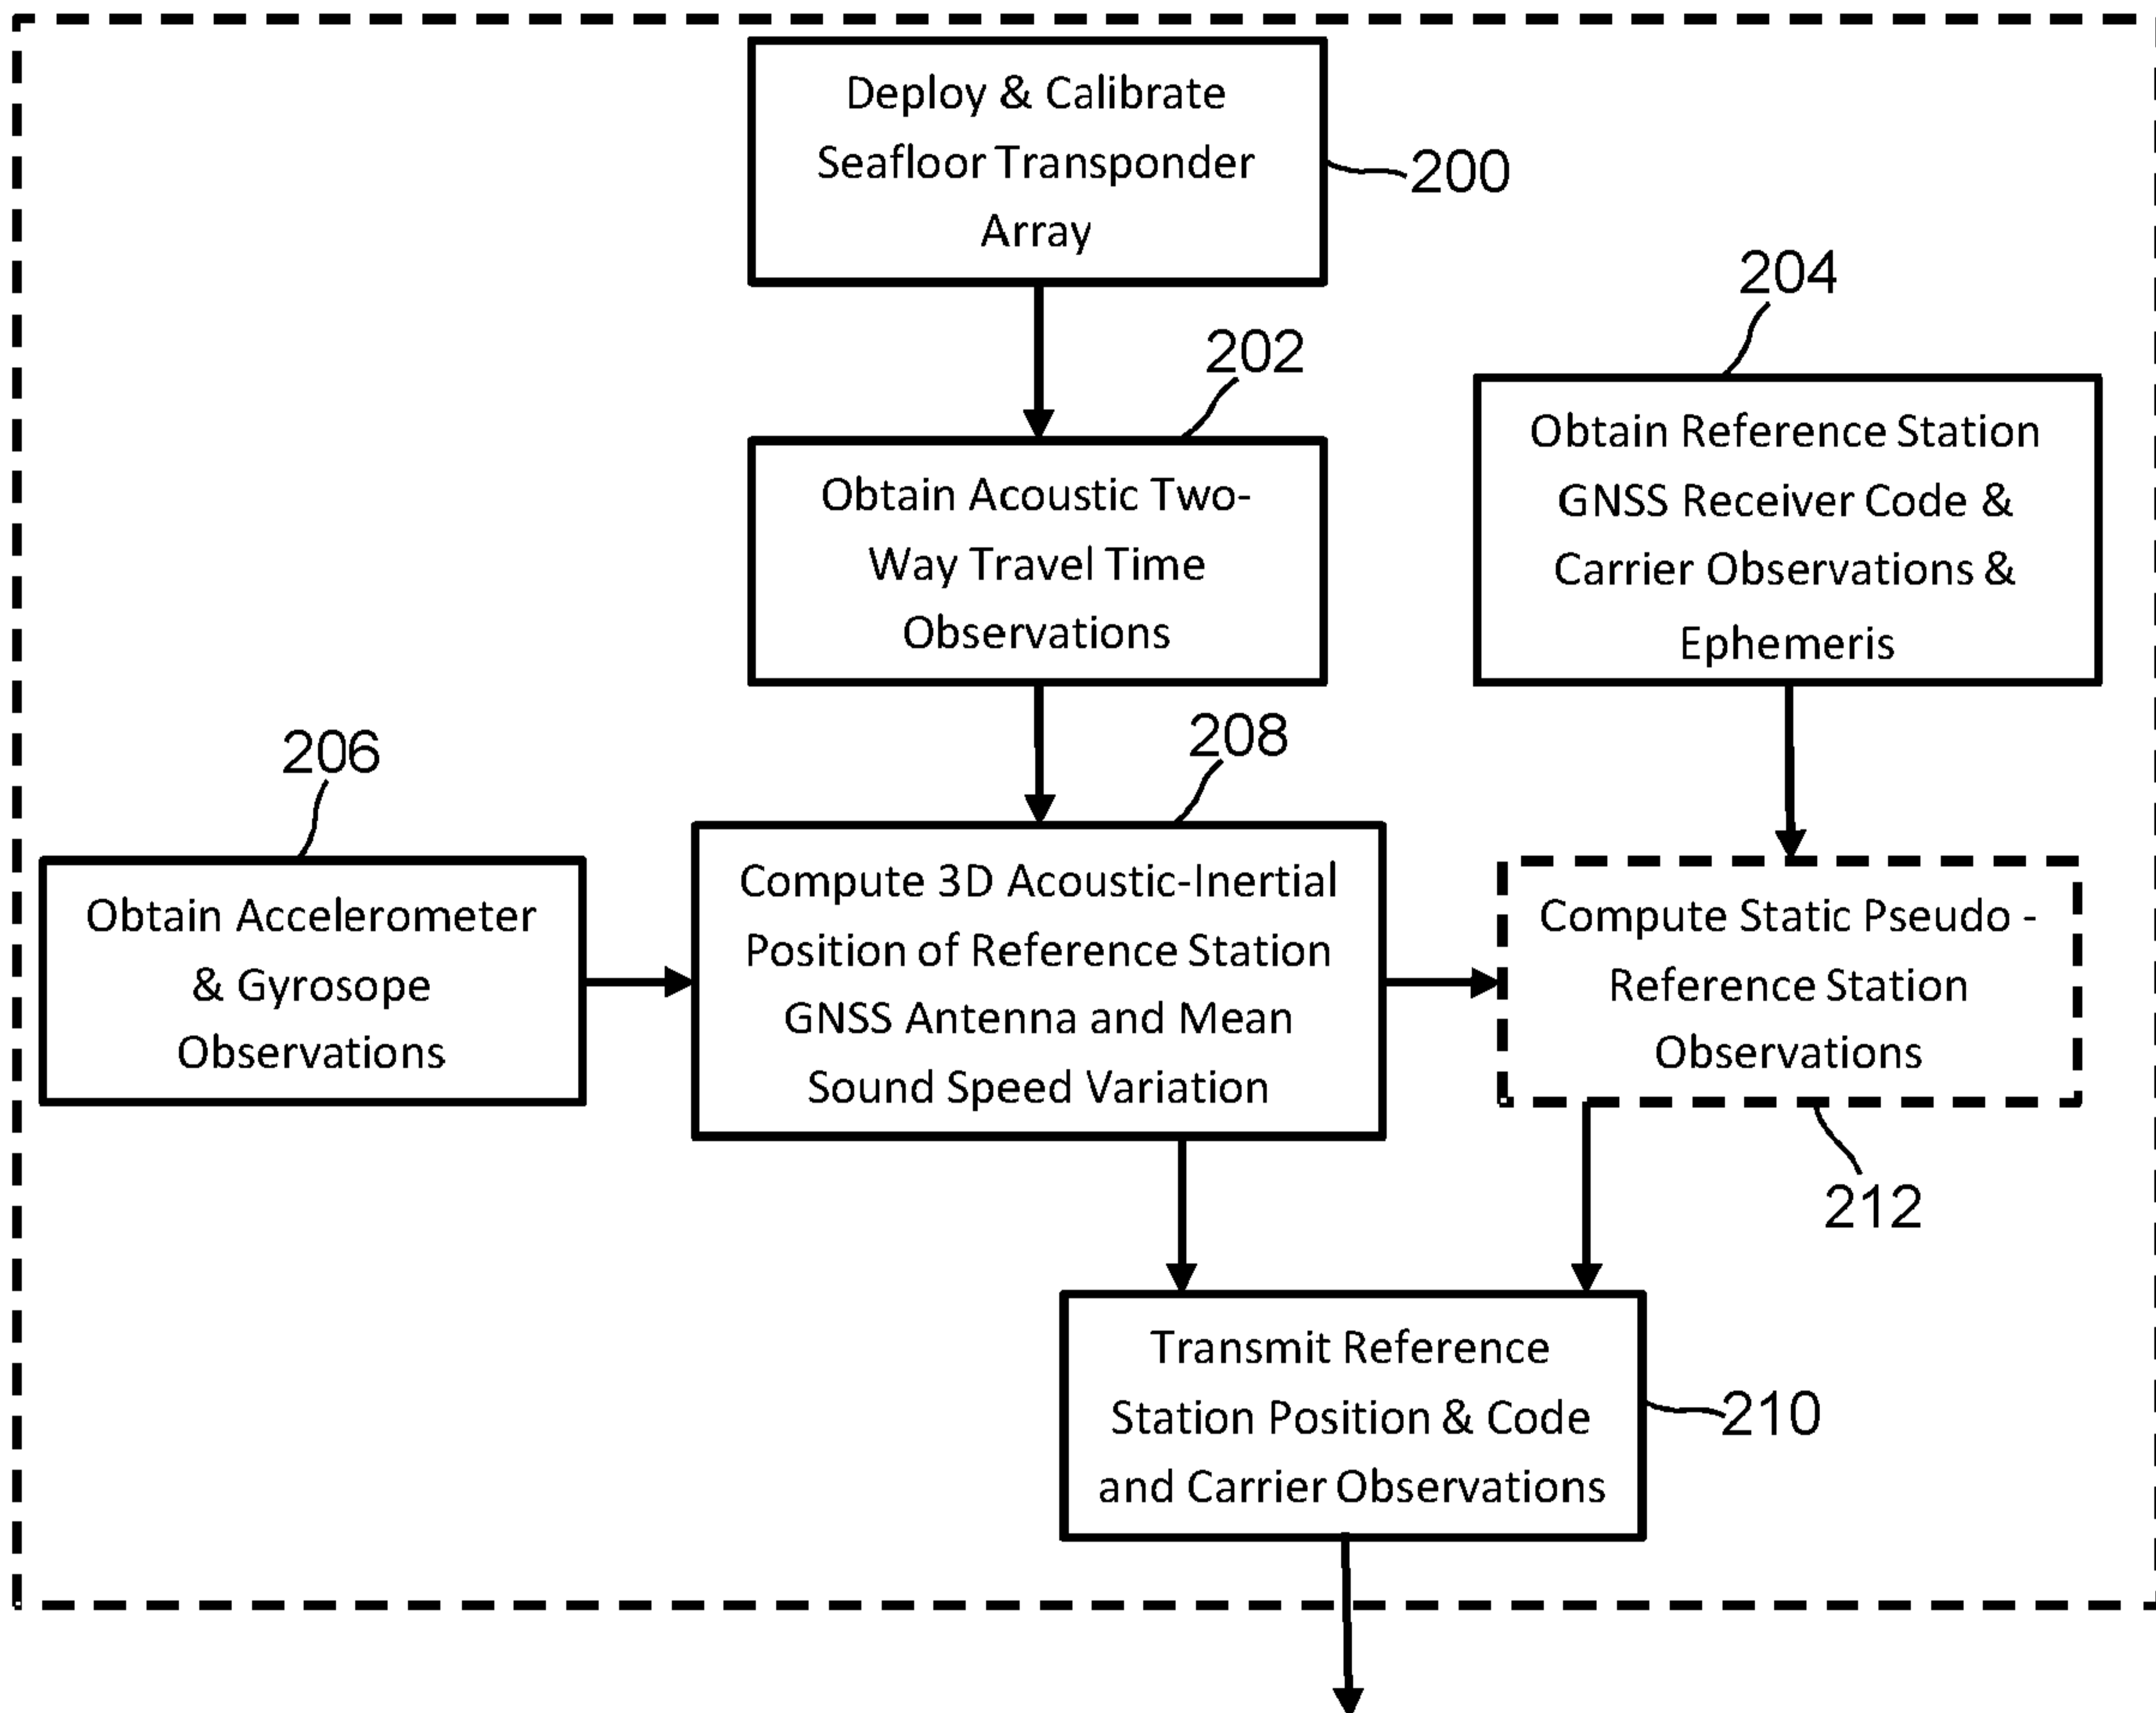 Deploy & Calibrate
Seafloor Transponder
Array
200
204
202
Obtain Acoustic Two-
Way Travel Time
Observations
Obtain Reference Station
GNSS Receiver Code &
Carrier Observations &
Ephemeris
206
208
Obtain Accelerometer
& Gyrosope
Observations
Compute 3D Acoustic-Inertial
Position of Reference Station
GNSS Antenna and Mean
Sound Speed Variation
Compute Static Pseudo -
Reference Station
Observations
212
Transmit Reference
Station Position & Code
and Carrier Observations
210